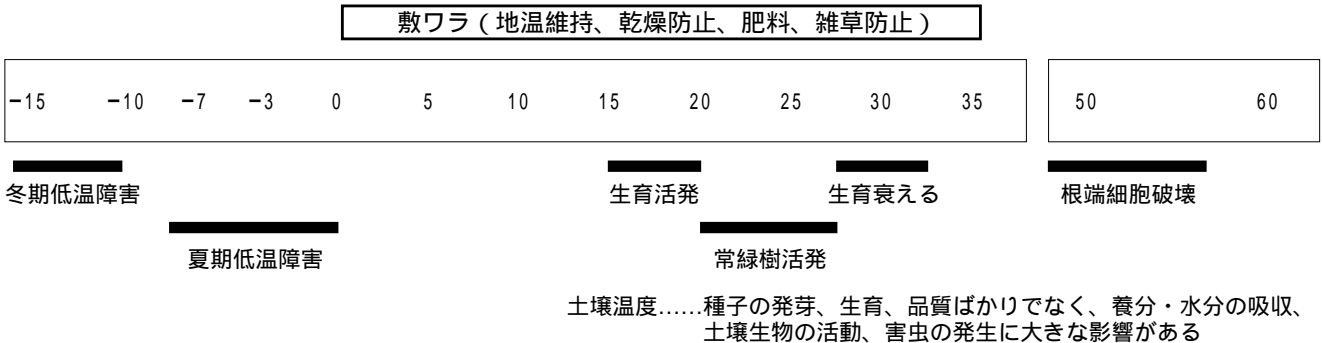 敷ワラ（地温維持、乾燥防止、肥料、雑草防止）
−15 −10 −7 −3 0 5 10 15 20 25 30 35 50 60
冬期低温障害 生育活発 生育衰える 根端細胞破壊
夏期低温障害 常緑樹活発
土壌温度……種子の発芽、生育、品質ばかりでなく、養分・水分の吸収、
土壌生物の活動、害虫の発生に大きな影響がある